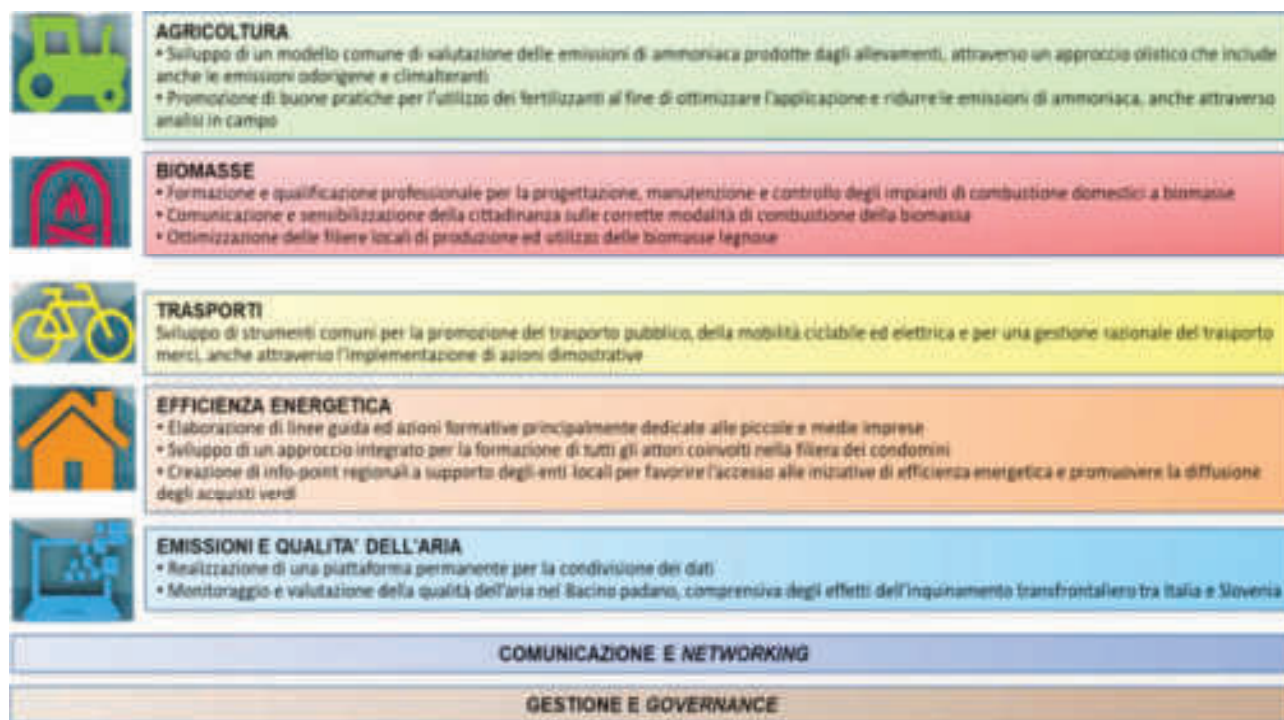 AGRICOLTURA
• Sviluppo di un modello comune di valutazione delle emissioni di ammoniaca prodotte dagli allevamenti, attraverso un approccio olistico che include
anche le emissioni odorigene e climalteranti
• Promozione di buone pratiche per l'utilizzo dei fertilizzanti al fine di ottimizzare l'applicazione e ridurre le emissioni di ammoniaca, anche attraverso
analisi in campo
BIOMASSE
• Formazione e qualificazione professionale per la progettazione, manutenzione e controllo degli impianti di combustione domestici a biomasse
• Comunicazione e sensibilizzazione della cittadinanza sulle corrette modalità di combustione della biomassa
• Ottimizzazione delle filiere locali di produzione ed utilizzo delle biomasse legnose
TRASPORTI
Sviluppo di strumenti comuni per la promozione del trasporto pubblico, della mobilità ciclabile ed elettrica e per una gestione razionale del trasporto
merci, anche attraverso l'implementazione di azioni dimostrative
EFFICIENZA ENERGETICA
• Elaborazione di linee guida ed azioni formative principalmente dedicate alle piccole e medie imprese
• Sviluppo di un approccio integrato per la formazione di tutti gli attori coinvolti nella filiera dei condomini
• Creazione di info-point regionali a supporto degli enti locali per favorire l'accesso alle iniziative di efficienza energetica e promuovere la diffusione
degli acquisti verdi
EMISSIONI E QUALITA' DELL'ARIA
• Realizzazione di una piattaforma permanente per la condivisione dei dati
• Monitoraggio e valutazione della qualità dell'aria nel Bacino padano, comprensiva degli effetti dell'inquinamento transfrontaliero tra Italia e Slovenia
COMUNICAZIONE E NETWORKING
GESTIONE E GOVERNANCE